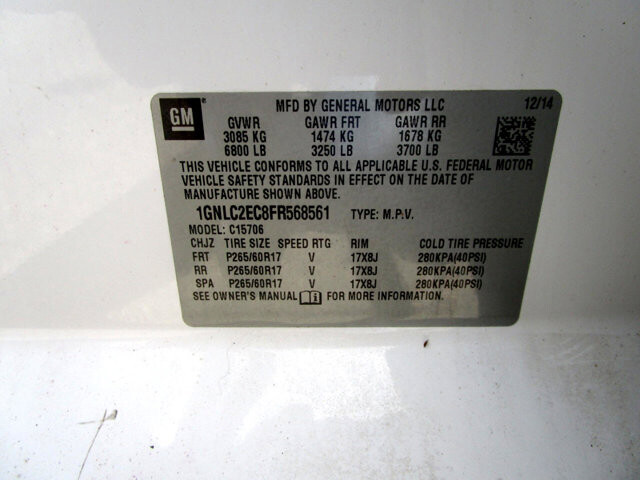 GM MFD BY GENERAL MOTORS LLC 12/14
GVWR GAWR FRT GAWR RR
3085 KG 1474 KG 1678 KG
6800 LB 3250 LB 3700 LB
THIS VEHICLE CONFORMS TO ALL APPLICABLE U.S. FEDERAL MOTOR
VEHICLE SAFETY STANDARDS IN EFFECT ON THE DATE OF
MANUFACTURE SHOWN ABOVE.
1GNLC2EC8FR568561 TYPE: M.P.V.
MODEL: C15706
CHJZ TIRE SIZE SPEED RTG RIM COLD TIRE PRESSURE
FRT P265/60R17 V 17X8J 280KPA(40PSI)
RR P265/60R17 V 17X8J 280KPA(40PSI)
SPA P265/60R17 V 17X8J 280KPA(40PSI)
SEE OWNER'S MANUAL FOR MORE INFORMATION.